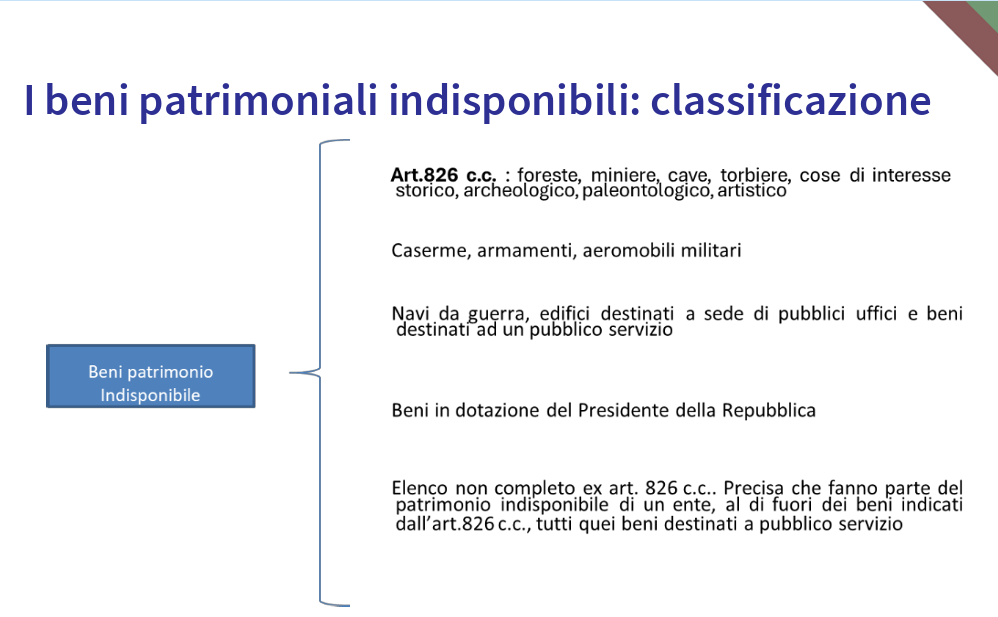 I beni patrimoniali indisponibili: classificazione
Beni patrimonio
Indisponibile
Art.826 c.c. : foreste, miniere, cave, torbiere, cose di interesse
storico, archeologico, paleontologico, artistico
Caserme, armamenti, aeromobili militari
Navi da guerra, edifici destinati a sede di pubblici uffici e beni
destinati ad un pubblico servizio
Beni in dotazione del Presidente della Repubblica
Elenco non completo ex art. 826 c.c.. Precisa che fanno parte del
patrimonio indisponibile di un ente, al di fuori dei beni indicati
dall’art.826 c.c., tutti quei beni destinati a pubblico servizio